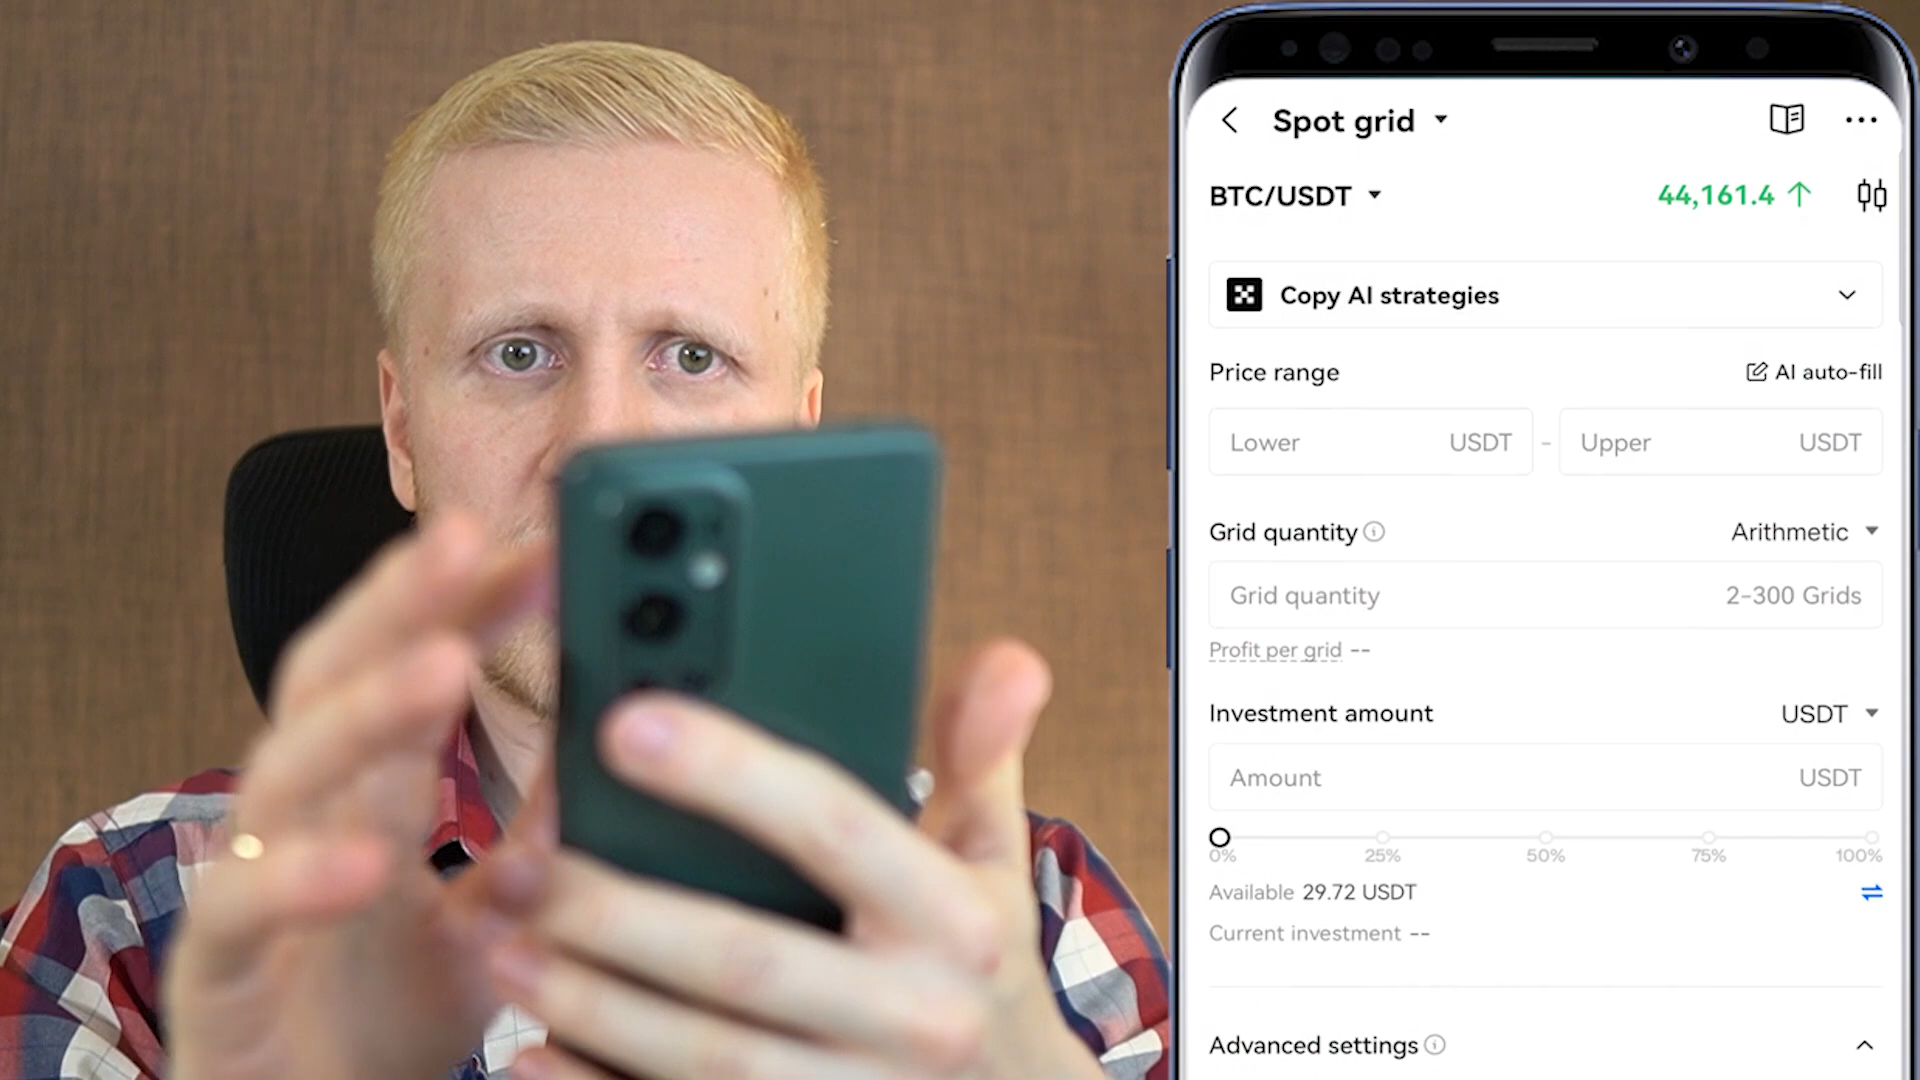 Spot grid
BTC/USDT 44,161.4
Copy AI strategies
Price range AI auto-fill
Lower USDT - Upper USDT
Grid quantity Arithmetic
Grid quantity 2-300 Grids
Profit per grid --
Investment amount USDT
Amount USDT
0% 25% 50% 75% 100%
Available 29.72 USDT
Current investment --
Advanced settings